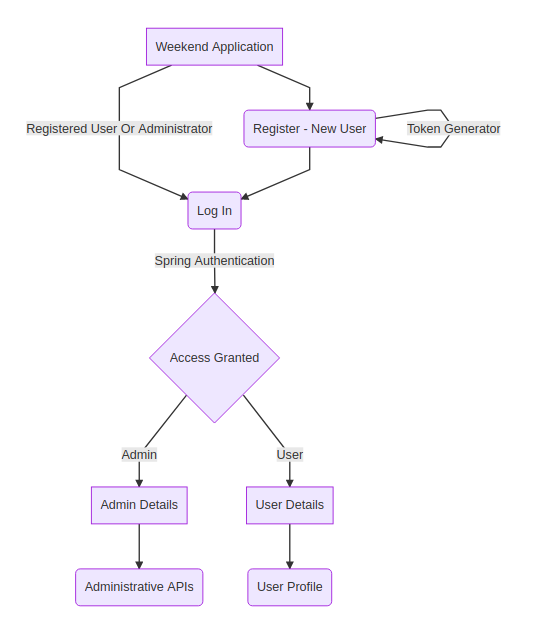 Weekend Application
Registered User Or Administrator
Register - New User
Token Generator
Log In
Spring Authentication
Access Granted
Admin
User
Admin Details
User Details
Administrative APIs
User Profile